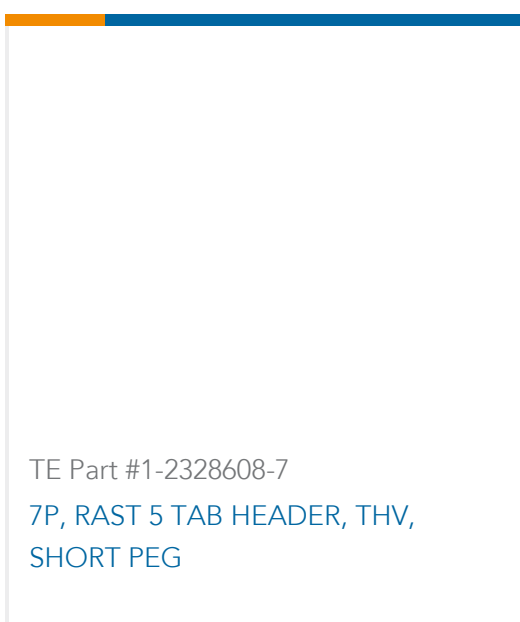 TE Part #1-2328608-7
7P, RAST 5 TAB HEADER, THV,
SHORT PEG